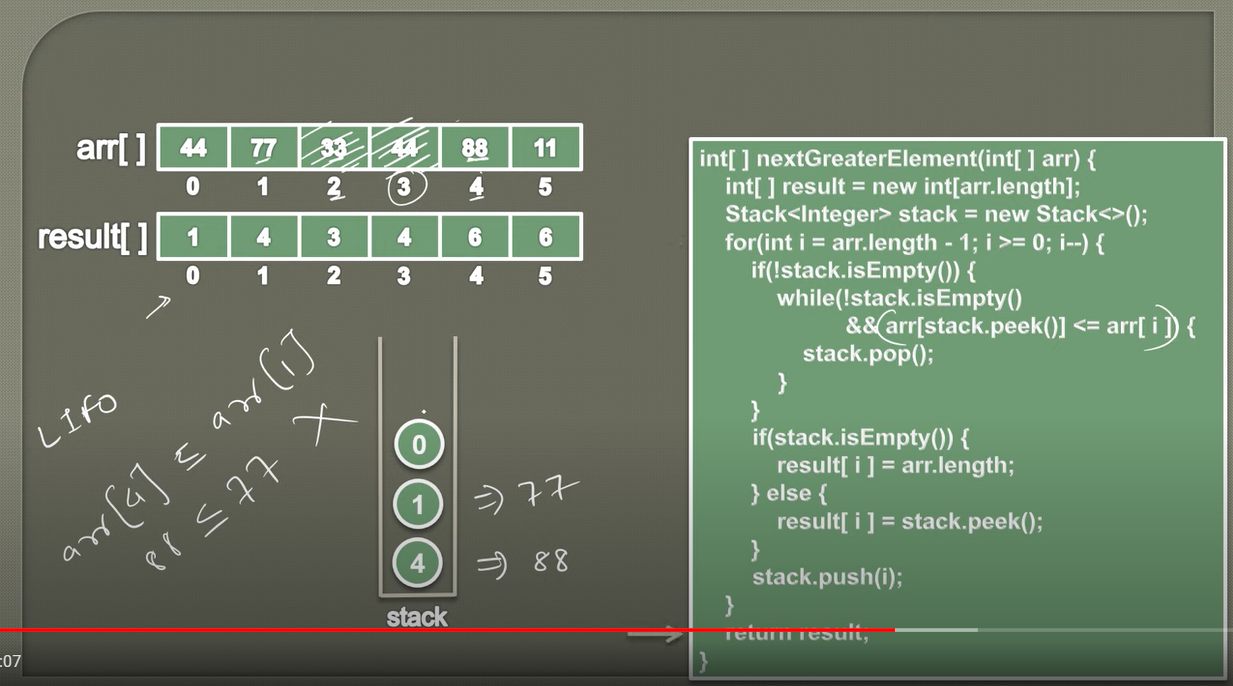 arr[ ] 44 77 33 44 88 11
0 1 2 3 4 5
result[ ] 1 4 3 4 6 6
0 1 2 3 4 5
LIFO
arr[4] ≤ arr[1]
88 ≤ 77 X
0
1 ⇒ 77
4 ⇒ 88
stack
int[ ] nextGreaterElement(int[ ] arr) {
int[ ] result = new int[arr.length];
Stack<Integer> stack = new Stack<>();
for(int i = arr.length - 1; i >= 0; i--) {
if(!stack.isEmpty()) {
while(!stack.isEmpty()
&& arr[stack.peek()] <= arr[ i ]) {
stack.pop();
}
}
if(stack.isEmpty()) {
result[ i ] = arr.length;
} else {
result[ i ] = stack.peek();
}
stack.push(i);
}
return result;
}
:07